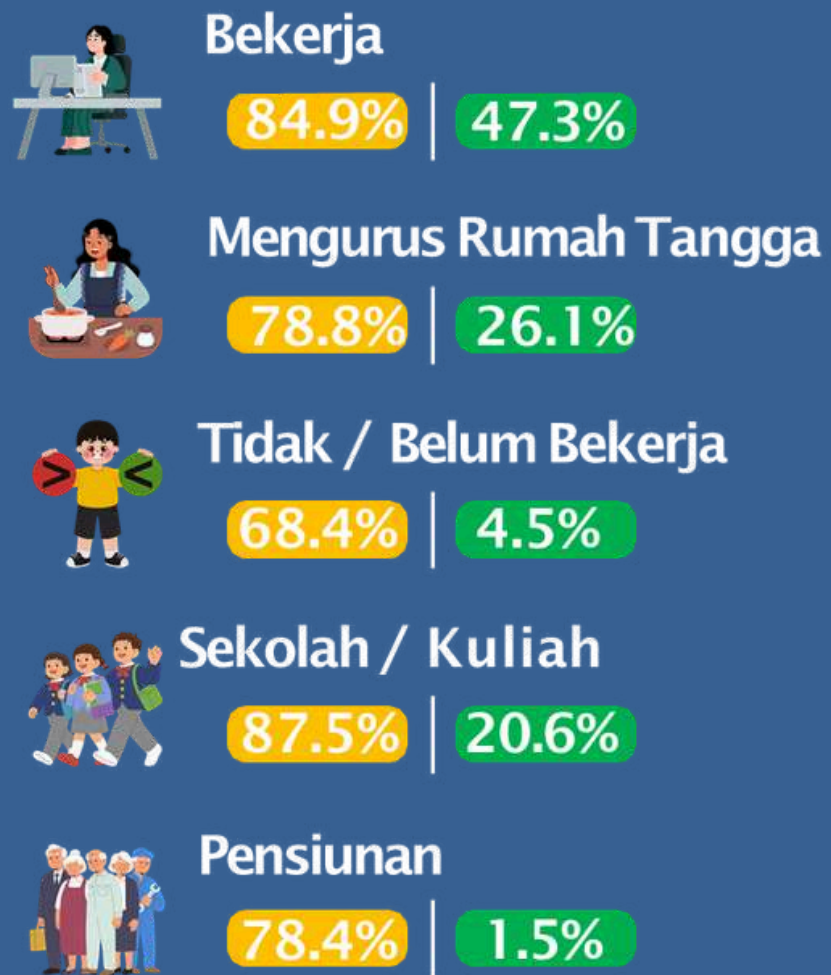 Bekerja
84.9% 47.3%
Mengurus Rumah Tangga
78.8% 26.1%
Tidak / Belum Bekerja
> <
68.4% 4.5%
Sekolah / Kuliah
87.5% 20.6%
Pensiunan
78.4% 1.5%